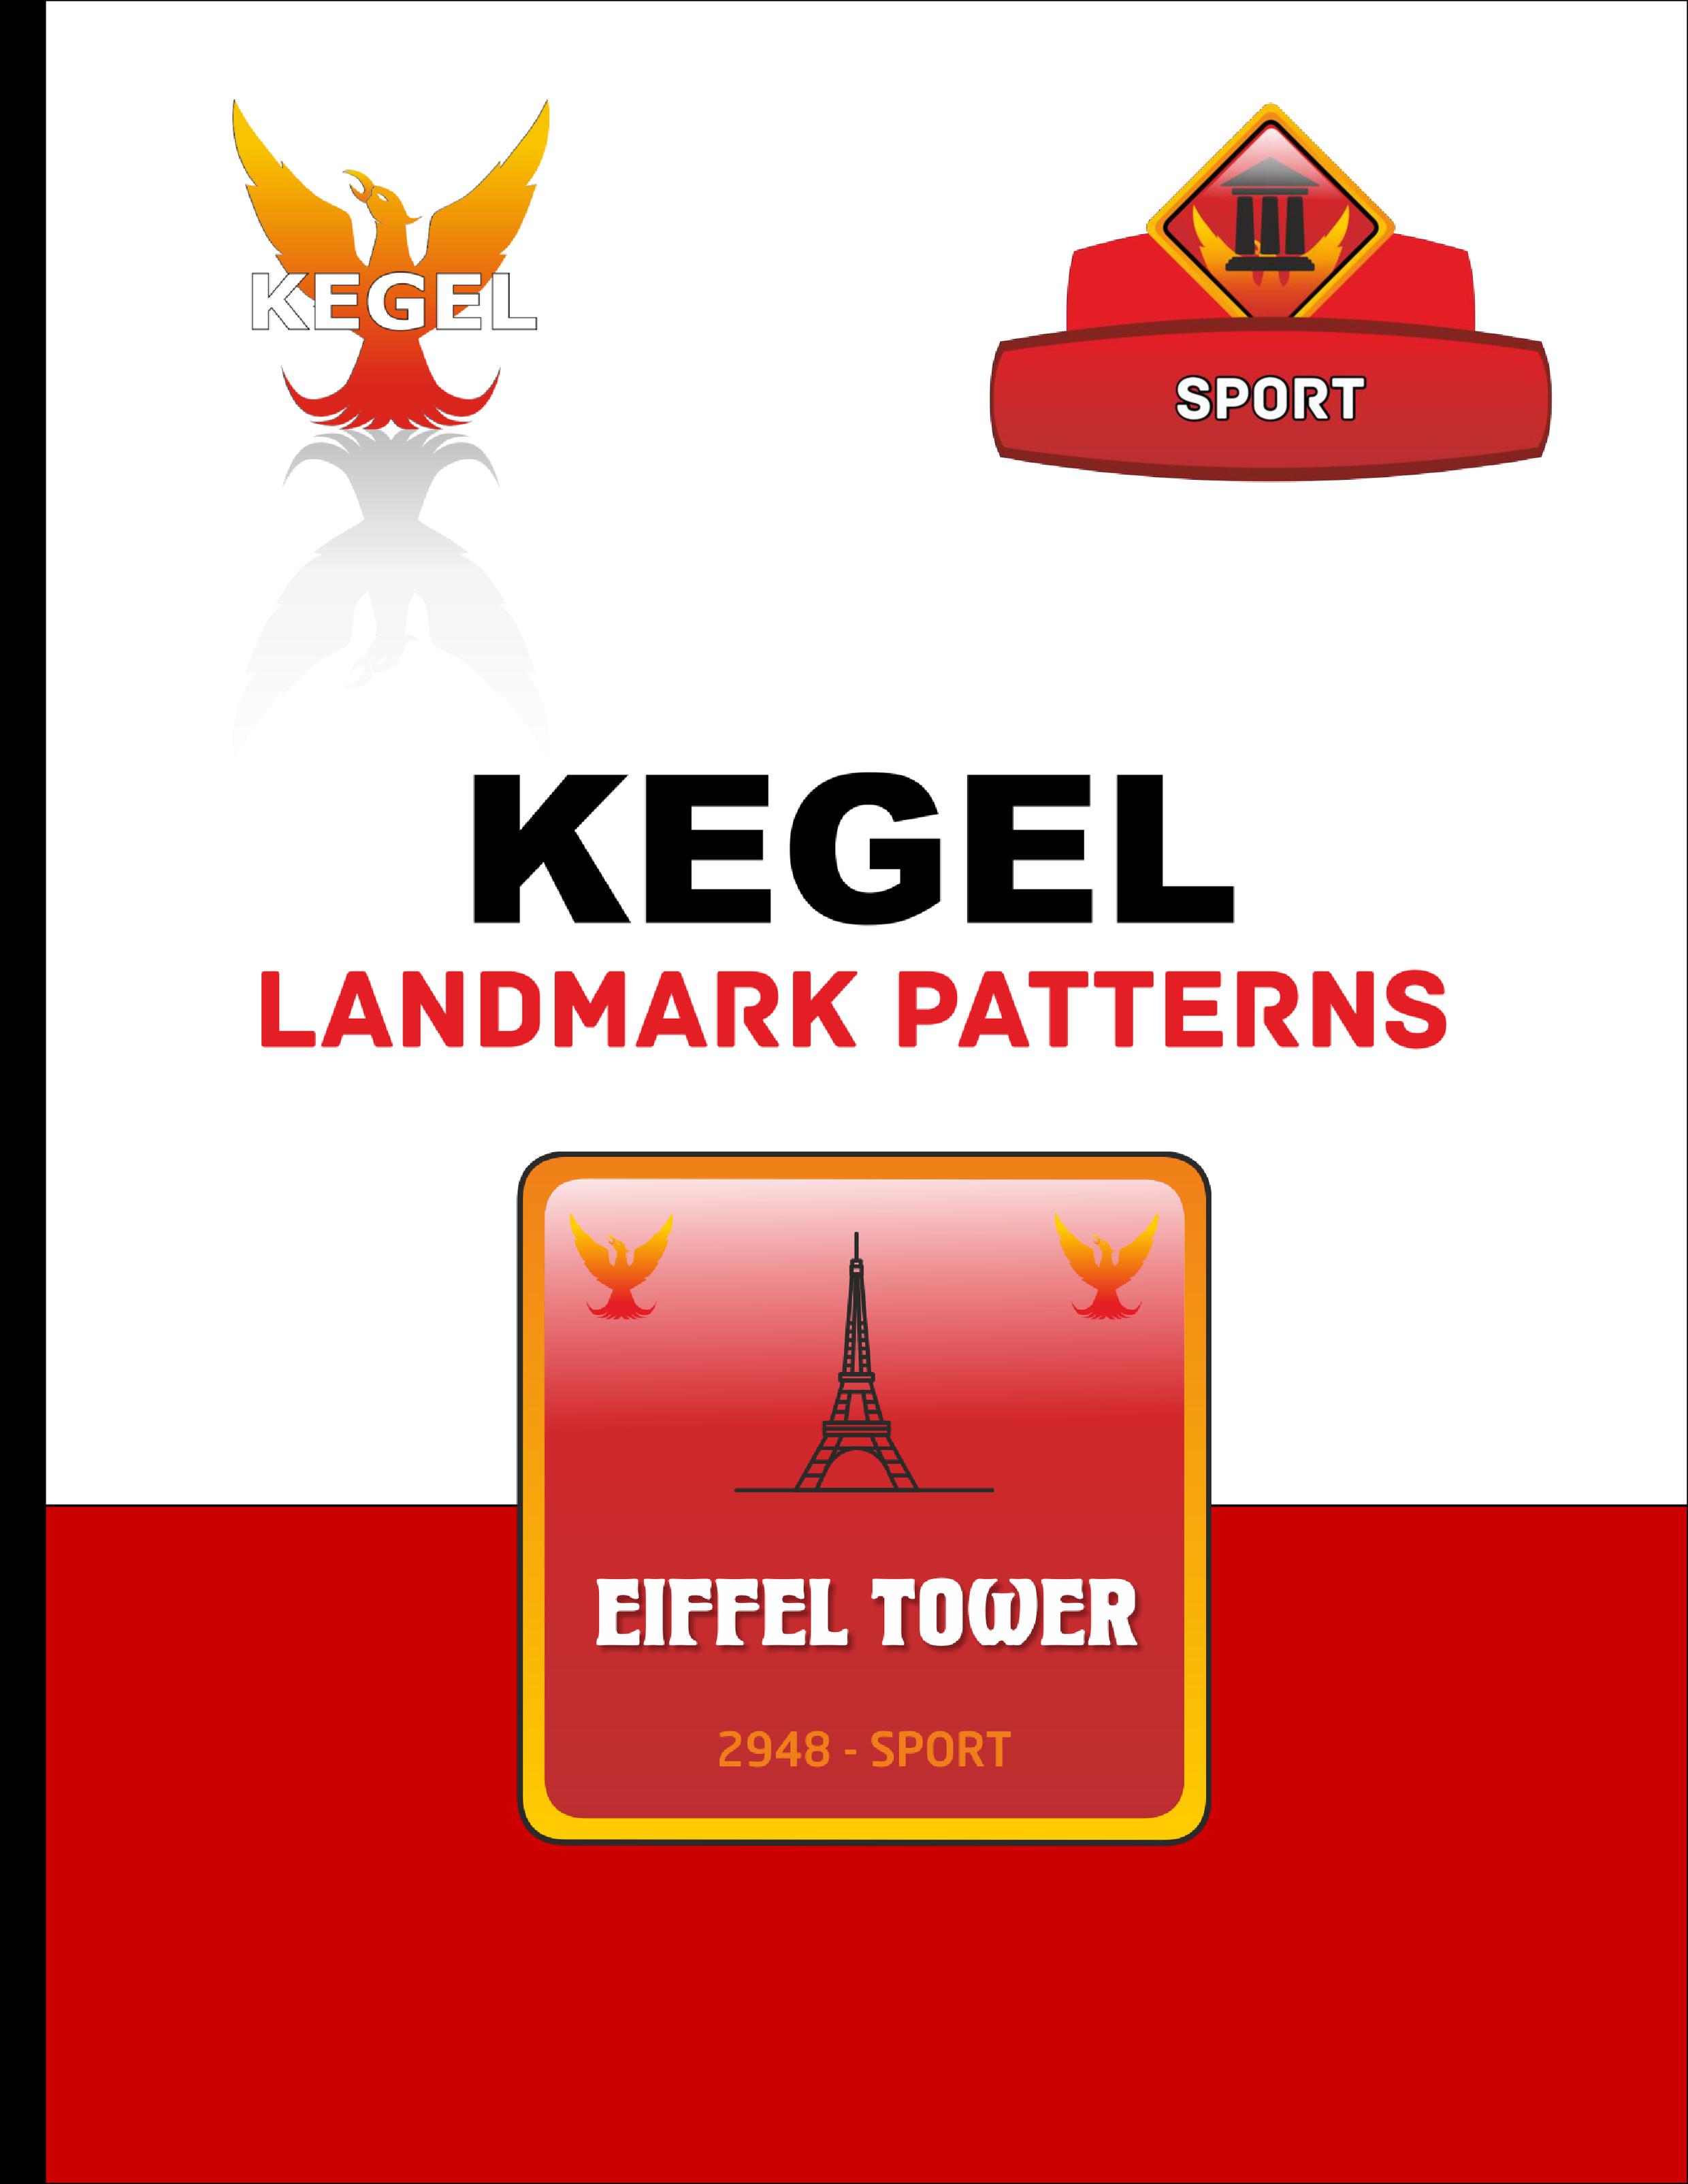 KEGEL
SPORT
KEGEL
LANDMARK PATTERNS
EIFFEL TOWER
2948 - SPORT